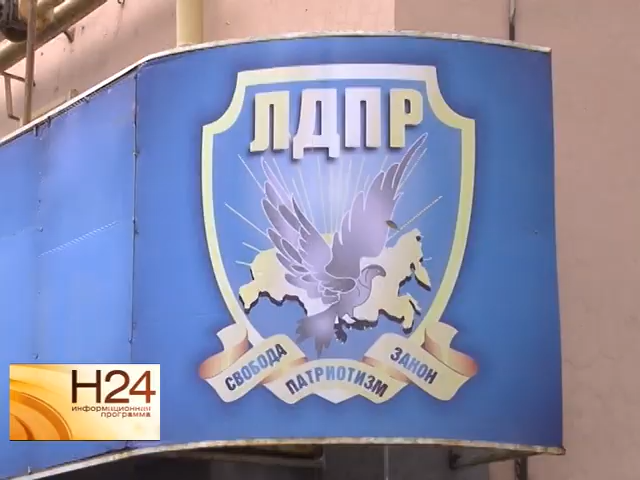 ЛДПР
СВОБОДА
ПАТРИОТИЗМ
ЗАКОН
Н24
информационная
программа